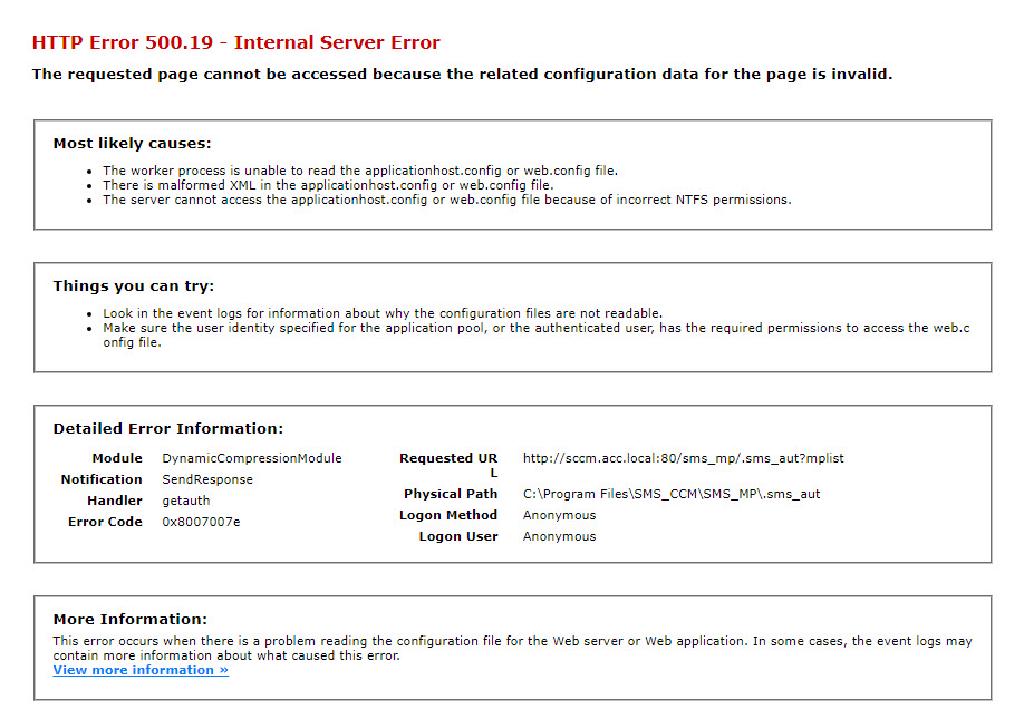 HTTP Error 500.19 - Internal Server Error
The requested page cannot be accessed because the related configuration data for the page is invalid.
Most likely causes:
• The worker process is unable to read the applicationhost.config or web.config file.
• There is malformed XML in the applicationhost.config or web.config file.
• The server cannot access the applicationhost.config or web.config file because of incorrect NTFS permissions.
Things you can try:
• Look in the event logs for information about why the configuration files are not readable.
• Make sure the user identity specified for the application pool, or the authenticated user, has the required permissions to access the web.c
onfig file.
Detailed Error Information:
Module DynamicCompressionModule
Notification SendResponse
Handler getauth
Error Code 0x8007007e
Requested UR http://sccm.acc.local:80/sms_mp/.sms_aut?mplist
L
Physical Path C:\Program Files\SMS_CCM\SMS_MP\.sms_aut
Logon Method Anonymous
Logon User Anonymous
More Information:
This error occurs when there is a problem reading the configuration file for the Web server or Web application. In some cases, the event logs may
contain more information about what caused this error.
View more information »